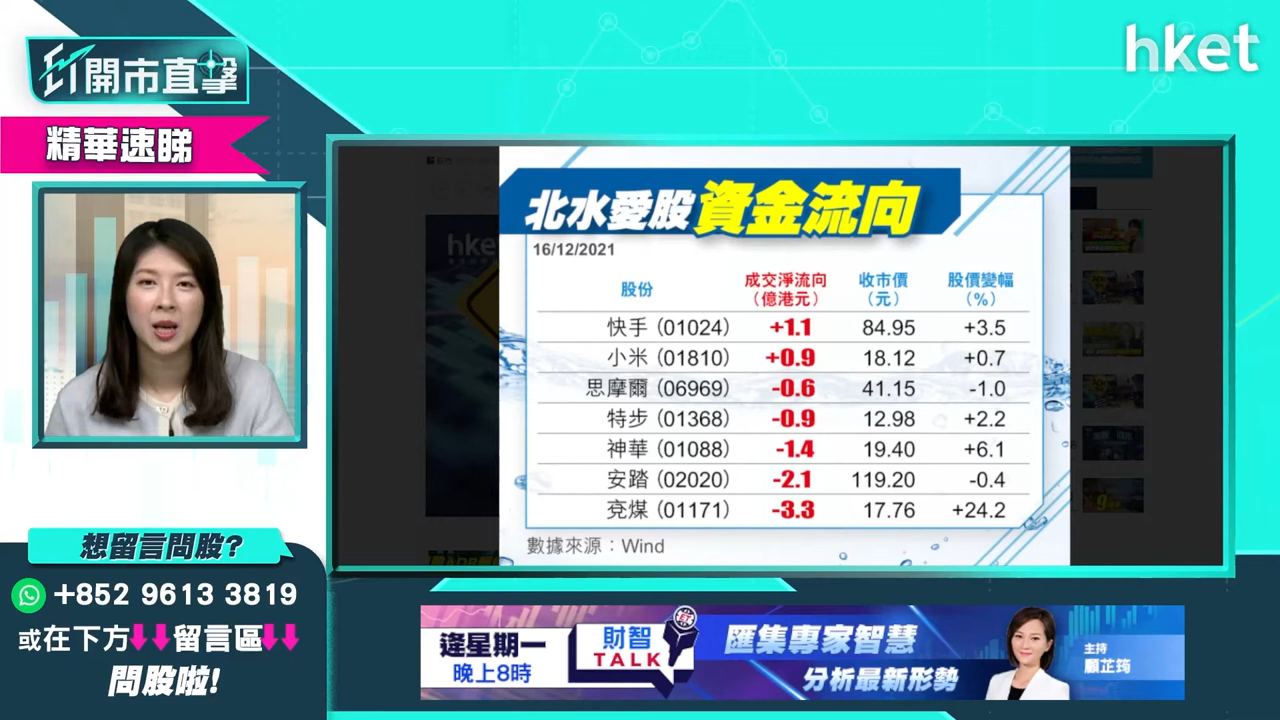 ET開市直擊
hket
精華速睇
北水愛股資金流向
16/12/2021
股份 成交淨流向（億港元） 收市價（元） 股價變幅（%）
快手 (01024) +1.1 84.95 +3.5
小米 (01810) +0.9 18.12 +0.7
思摩爾 (06969) -0.6 41.15 -1.0
特步 (01368) -0.9 12.98 +2.2
神華 (01088) -1.4 19.40 +6.1
安踏 (02020) -2.1 119.20 -0.4
兗煤 (01171) -3.3 17.76 +24.2
數據來源：Wind
hket
想留言問股?
+852 9613 3819
或在下方留言區
問股啦!
逢星期一
晚上8時
財智
TALK
匯集專家智慧
分析最新形勢
主持
顧芷筠